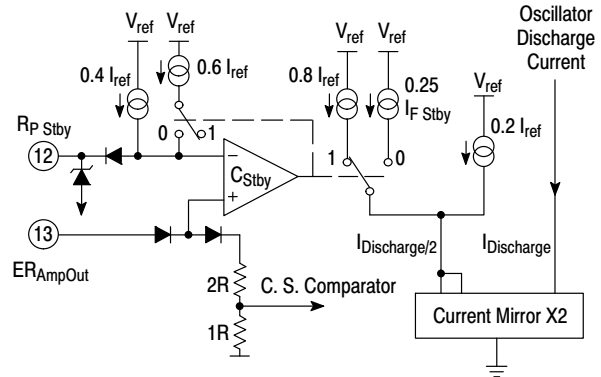 Vref
Vref
0.6 Iref
0.4 Iref
RP Stby
12
0
1
CStby
−
+
13
ERAmpOut
2R
C. S. Comparator
1R
Vref
Vref
0.8 Iref
0.25
IF Stby
1
0
Vref
0.2 Iref
Oscillator
Discharge
Current
IDischarge/2
IDischarge
Current Mirror X2